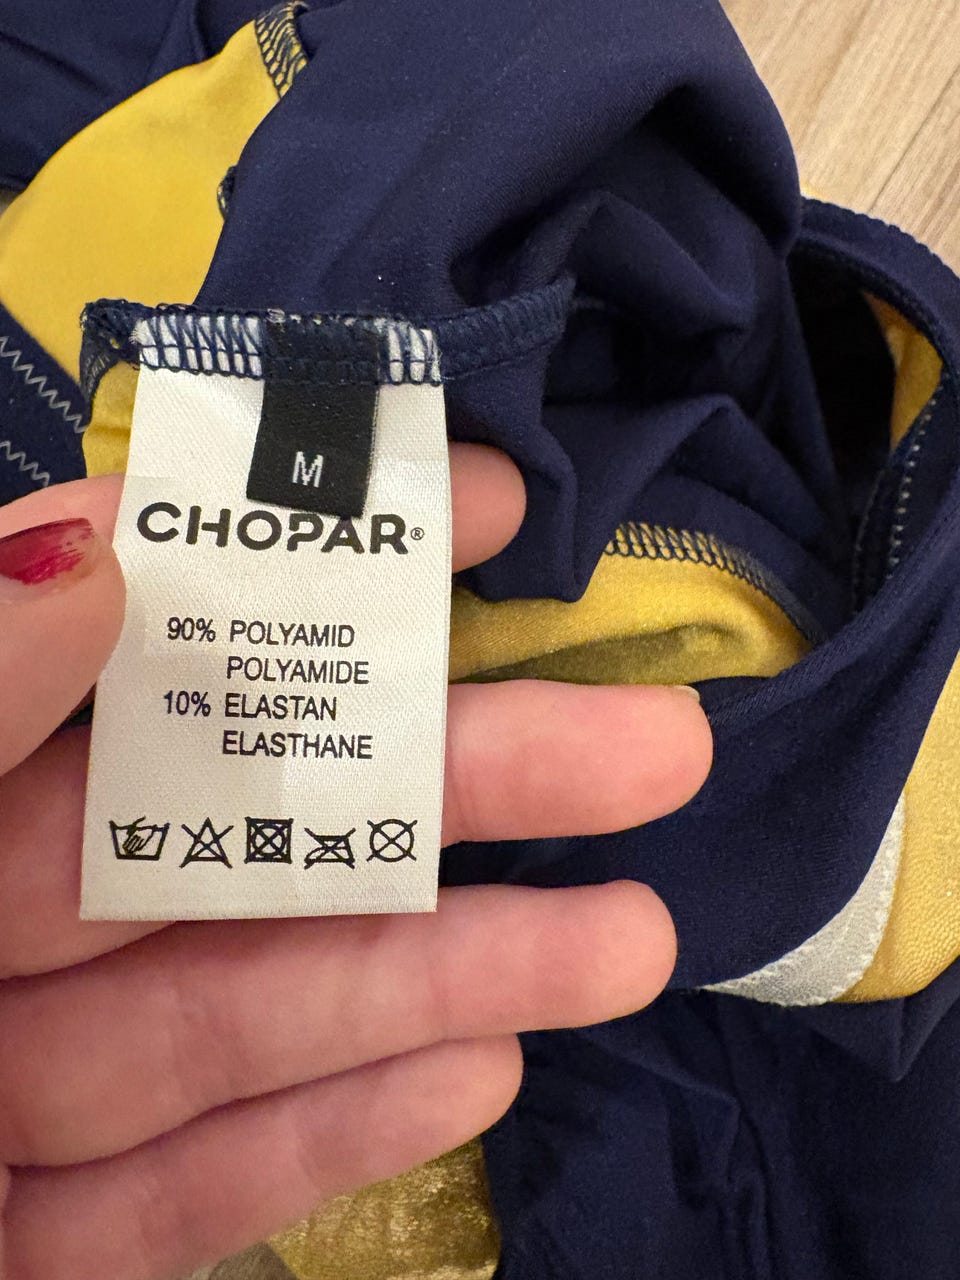 M
CHOPAR®
90% POLYAMID
POLYAMIDE
10% ELASTAN
ELASTHANE